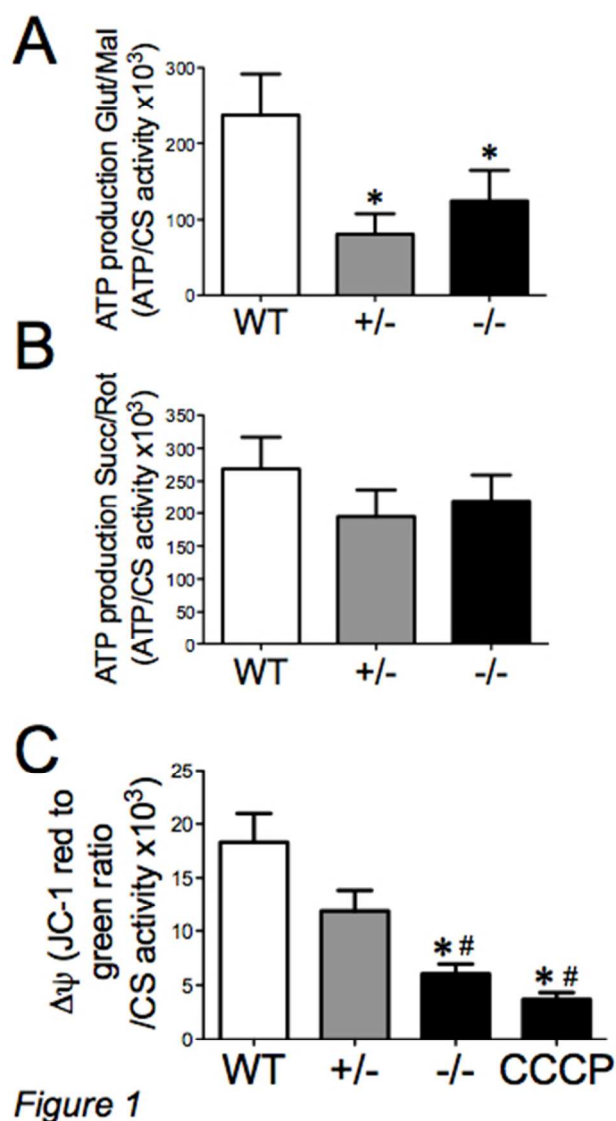 A
ATP production Glut/Mal
(ATP/CS activity x10³)
300
200
100
0
*
*
WT +/- -/-
B
ATP production Succ/Rot
(ATP/CS activity x10³)
350
300
250
200
150
100
50
0
WT +/- -/-
C
Δψ (JC-1 red to
green ratio
/CS activity x10³)
25
20
15
10
5
0
*#
*#
WT +/- -/- CCCP
Figure 1